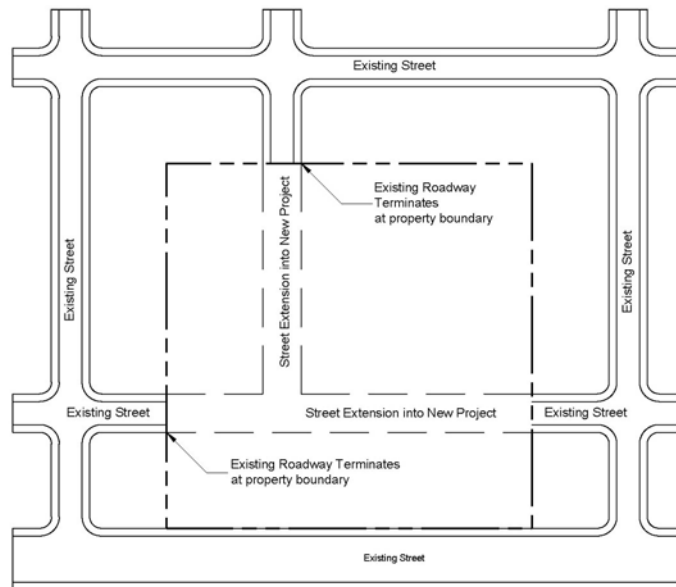 Existing Street
Existing Roadway
Terminates
at property boundary
Street Extension into New Project
Existing Street
Existing Street
Existing Street
Street Extension into New Project
Existing Street
Existing Roadway Terminates
at property boundary
Existing Street